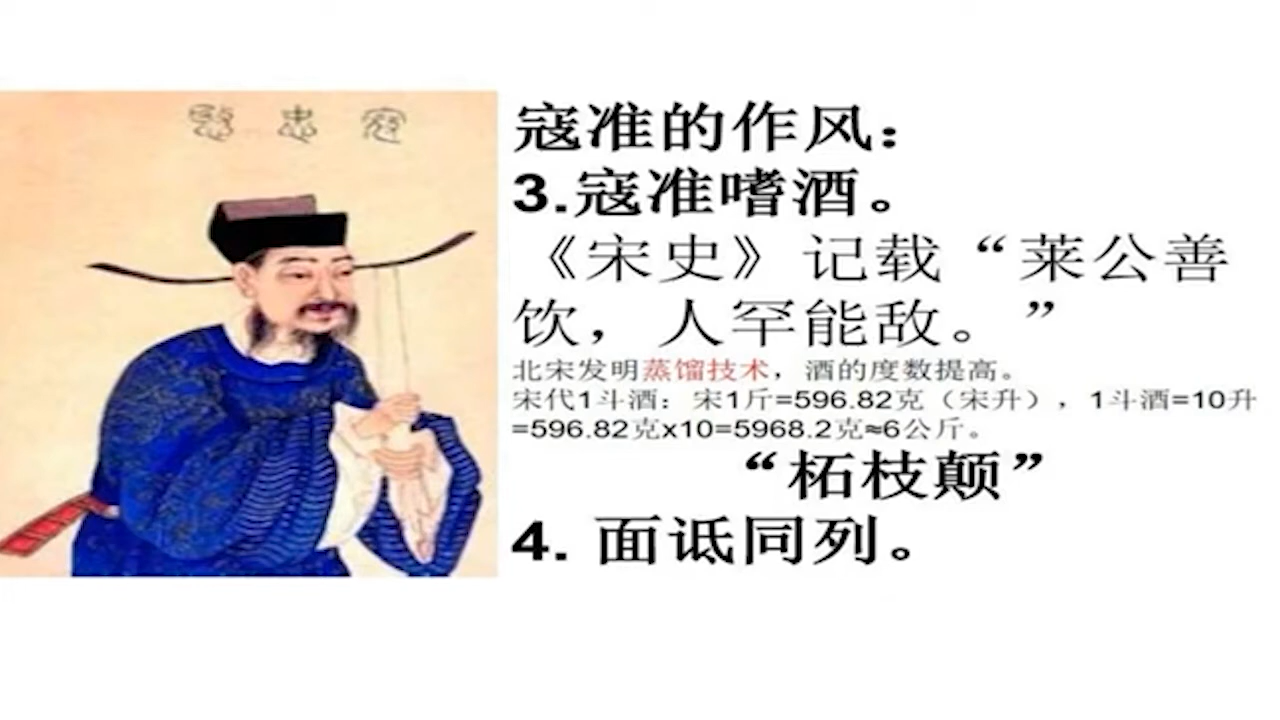 寇忠愍
寇准的作风：
3.寇准嗜酒。
《宋史》记载“莱公善
饮，人罕能敌。”
北宋发明蒸馏技术，酒的度数提高。
宋代1斗酒：宋1斤=596.82克（宋升），1斗酒=10升
=596.82克x10=5968.2克≈6公斤。
“柘枝颠”
4. 面诋同列。